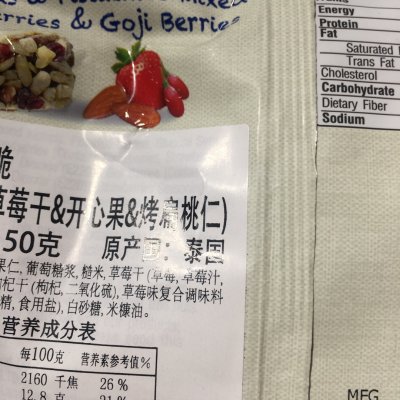 & Goji Berries
脆
草莓干&开心果&烤扁桃仁)
50克 原产国：泰国
果仁, 葡萄糖浆, 糙米, 草莓干(草莓, 草莓汁,
枸杞干(枸杞, 二氧化硫), 草莓味复合调味料
精, 食用盐), 白砂糖, 米糠油。
营养成分表
每100克 营养素参考值%
2160 千焦 26 %
12.8 克 21 %
Energy
Protein
Fat
Saturated
Trans Fat
Cholesterol
Carbohydrate
Dietary Fiber
Sodium
MFG